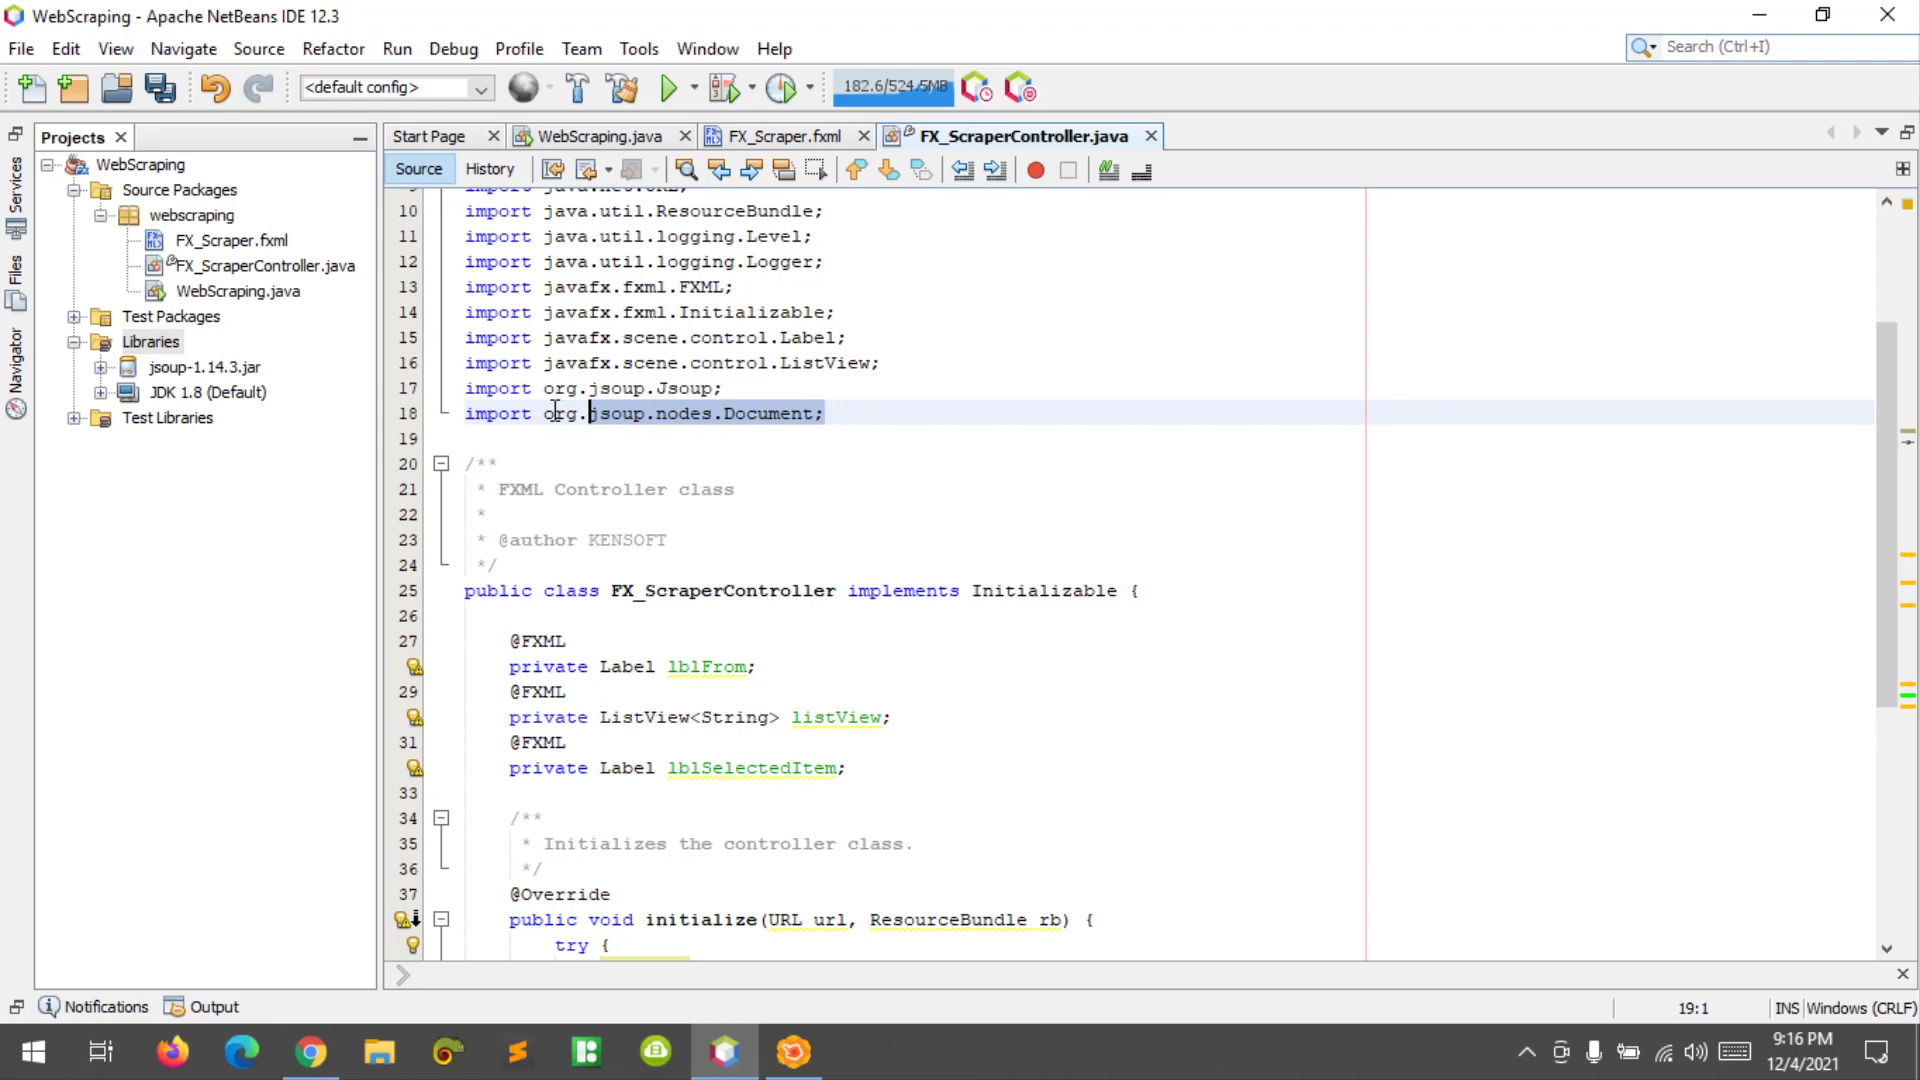 WebScraping - Apache NetBeans IDE 12.3
File Edit View Navigate Source Refactor Run Debug Profile Team Tools Window Help
Search (Ctrl+I)
<default config>
182.6/524.5MB
Projects
Start Page
WebScraping.java
FX_Scraper.fxml
FX_ScraperController.java
Source
History
Services
Files
Navigator
WebScraping
Source Packages
webscraping
FX_Scraper.fxml
FX_ScraperController.java
WebScraping.java
Test Packages
Libraries
jsoup-1.14.3.jar
JDK 1.8 (Default)
Test Libraries
9 import java.net.URL;
10 import java.util.ResourceBundle;
11 import java.util.logging.Level;
12 import java.util.logging.Logger;
13 import javafx.fxml.FXML;
14 import javafx.fxml.Initializable;
15 import javafx.scene.control.Label;
16 import javafx.scene.control.ListView;
17 import org.jsoup.Jsoup;
18 import org.jsoup.nodes.Document;
19
20 /**
21 * FXML Controller class
22 *
23 * @author KENSOFT
24 */
25 public class FX_ScraperController implements Initializable {
26
27 @FXML
private Label lblFrom;
29 @FXML
private ListView<String> listView;
31 @FXML
private Label lblSelectedItem;
33
34 /**
35 * Initializes the controller class.
36 */
37 @Override
public void initialize(URL url, ResourceBundle rb) {
try {
Notifications
Output
19:1
INS
Windows (CRLF)
9:16 PM
12/4/2021